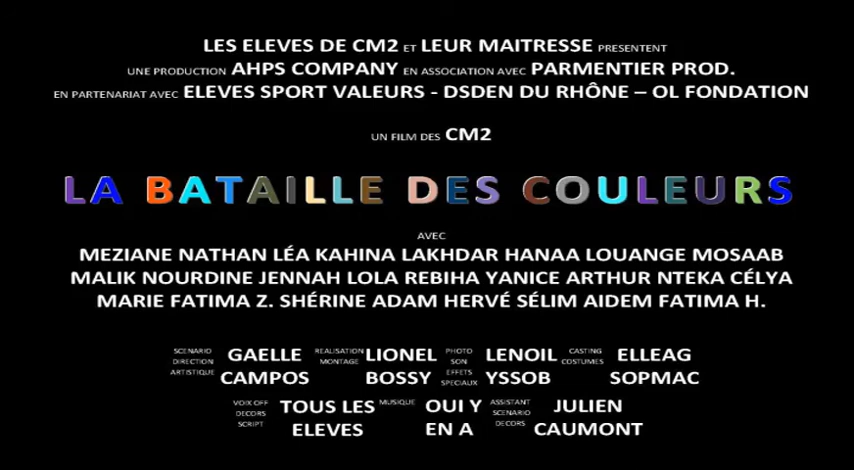 LES ELEVES DE CM2 ET LEUR MAITRESSE PRESENTENT
UNE PRODUCTION AHPS COMPANY EN ASSOCIATION AVEC PARMENTIER PROD.
EN PARTENARIAT AVEC ELEVES SPORT VALEURS - DSDEN DU RHÔNE – OL FONDATION
UN FILM DES CM2
LA BATAILLE DES COULEURS
AVEC
MEZIANE NATHAN LÉA KAHINA LAKHDAR HANAA LOUANGE MOSAAB
MALIK NOURDINE JENNAH LOLA REBIHA YANICE ARTHUR NTEKA CÉLYA
MARIE FATIMA Z. SHÉRINE ADAM HERVÉ SÉLIM AIDEM FATIMA H.
SCENARIO
DIRECTION
ARTISTIQUE
GAELLE
CAMPOS
REALISATION
MONTAGE
LIONEL
BOSSY
PHOTO
SON
EFFETS
SPECIAUX
LENOIL
YSSOB
CASTING
COSTUMES
ELLEAG
SOPMAC
VOIX OFF
DECORS
SCRIPT
TOUS LES
ELEVES
MUSIQUE
OUI Y
EN A
ASSISTANT
SCENARIO
DECORS
JULIEN
CAUMONT